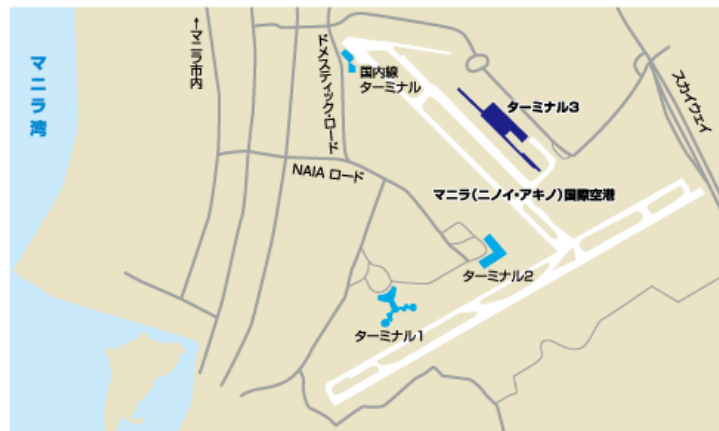 ←マニラ市内
マニラ湾
ドメスティック・ロード
国内線
ターミナル
ターミナル3
スカイウェイ
NAIA ロード
マニラ(ニノイ・アキノ)国際空港
ターミナル2
ターミナル1